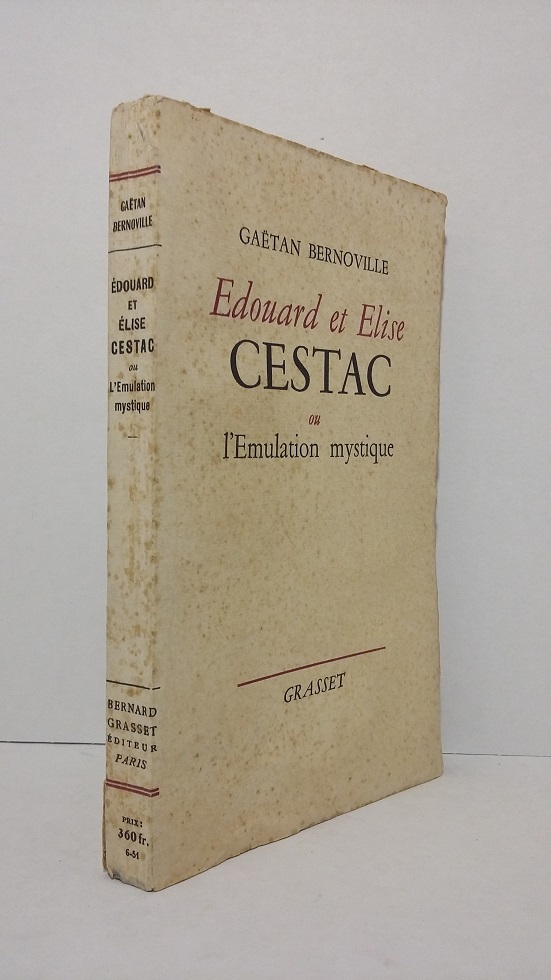 GAËTAN
BERNOVILLE
ÉDOUARD
ET
ÉLISE
CESTAC
ou
L'Emulation
mystique
BERNARD
GRASSET
ÉDITEUR
PARIS
PRIX:
360 fr.
6-51
GAËTAN BERNOVILLE
Edouard et Elise
CESTAC
ou
l'Emulation mystique
GRASSET